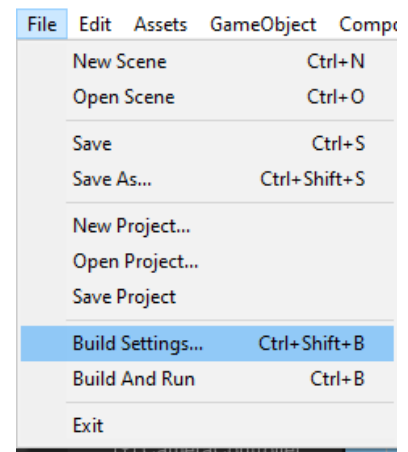 File Edit Assets GameObject Compo
New Scene Ctrl+N
Open Scene Ctrl+O
Save Ctrl+S
Save As... Ctrl+Shift+S
New Project...
Open Project...
Save Project
Build Settings... Ctrl+Shift+B
Build And Run Ctrl+B
Exit